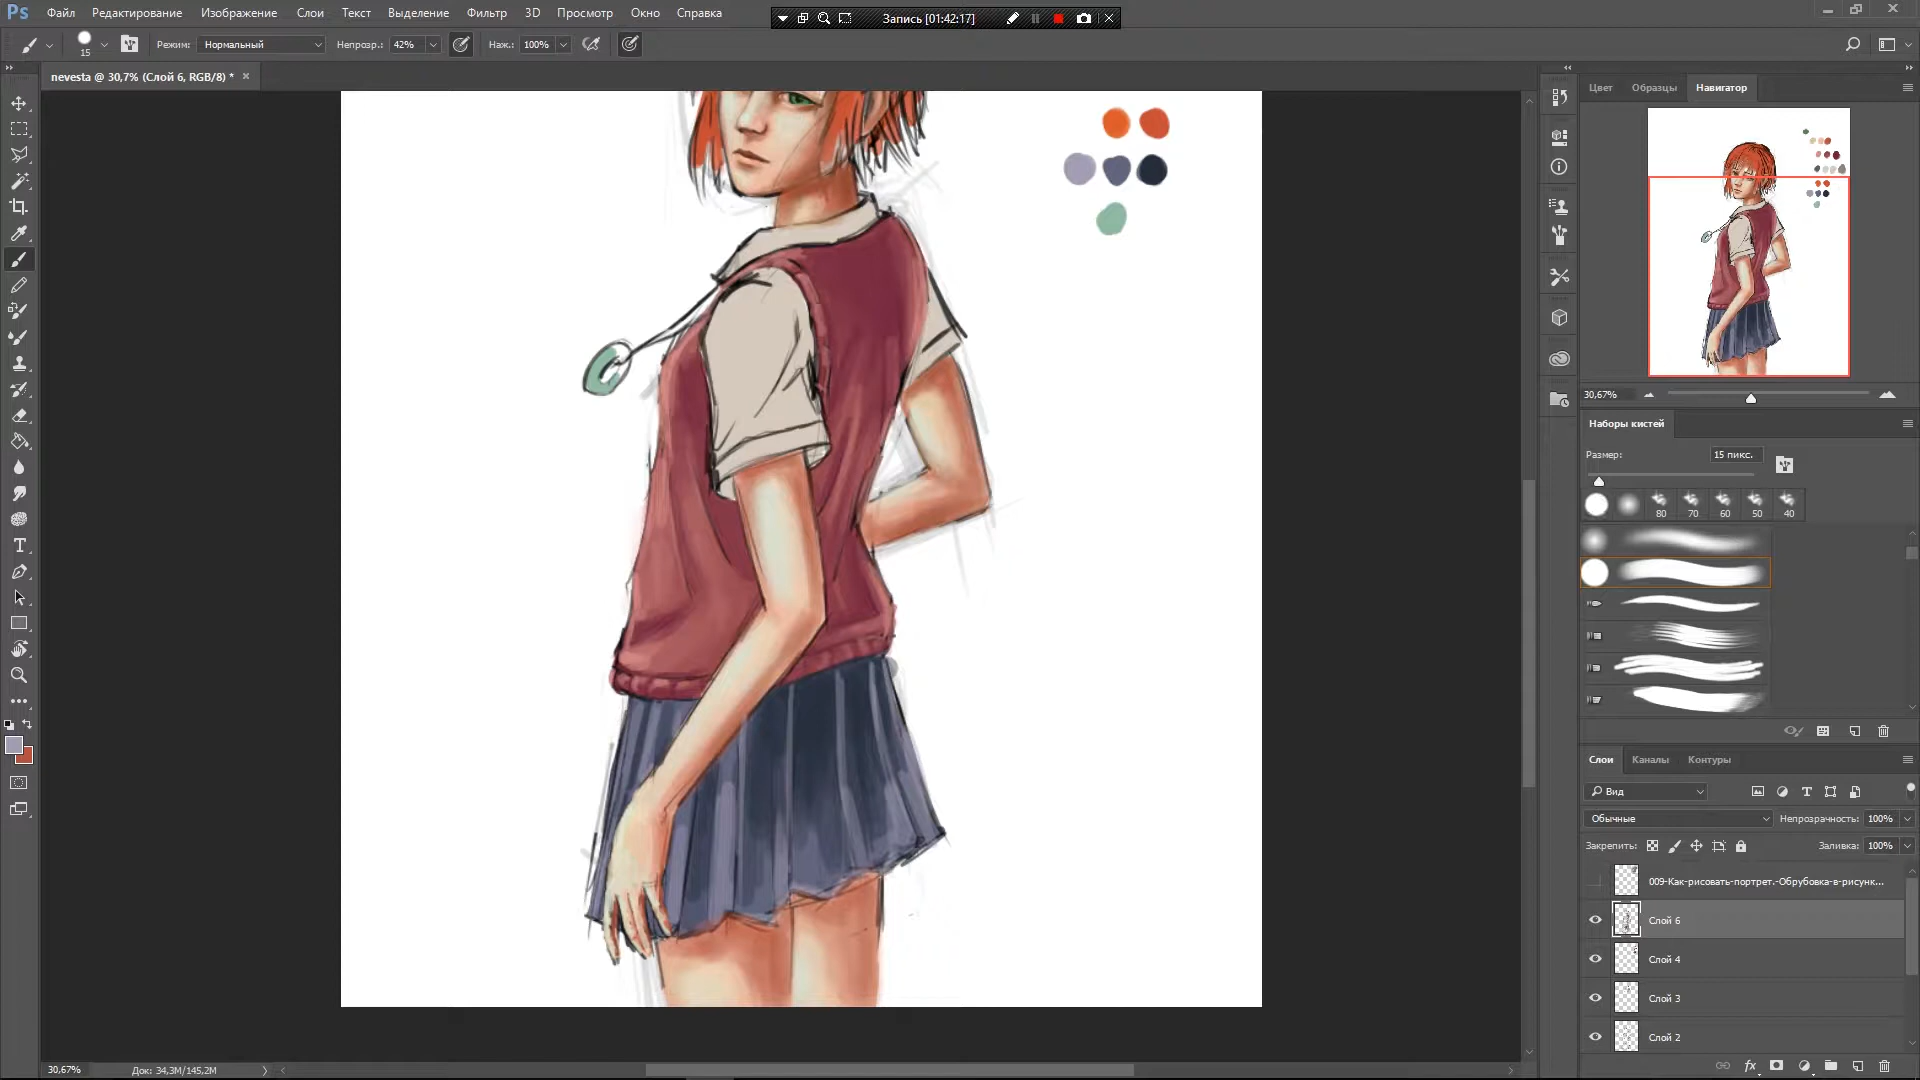 Ps Файл Редактирование Изображение Слои Текст Выделение Фильтр 3D Просмотр Окно Справка
Запись [01:42:17]
15
Режим: Нормальный Непрозр.: 42% Наж.: 100%
nevesta @ 30,7% (Слой 6, RGB/8) * ×
Цвет Образцы Навигатор
30,67%
Наборы кистей
Размер: 15 пикс.
80 70 60 50 40
Слои Каналы Контуры
Вид
Обычные Непрозрачность: 100%
Закрепить: Заливка: 100%
009-Как-рисовать-портрет.-Обрубовка-в-рисунк...
Слой 6
Слой 4
Слой 3
Слой 2
30,67% Док: 34,3M/145,2M
fx